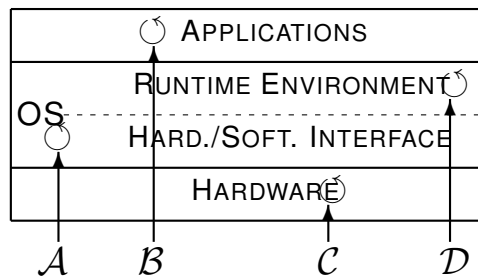 APPLICATIONS
RUNTIME ENVIRONMENT
OS
HARD./SOFT. INTERFACE
HARDWARE
A B C D